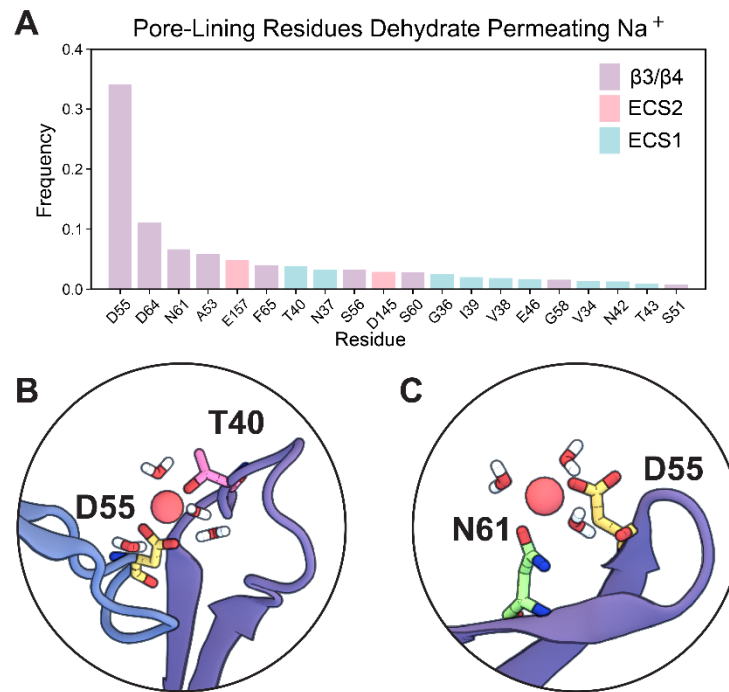 A
Pore-Lining Residues Dehydrate Permeating Na+
0.4
0.3
0.2
0.1
0.0
Frequency
β3/β4
ECS2
ECS1
D55
D64
N61
A53
E157
F65
T40
N37
S56
D145
S60
G36
I39
V38
E46
G58
V34
N42
T43
S51
Residue
B
T40
D55
C
D55
N61